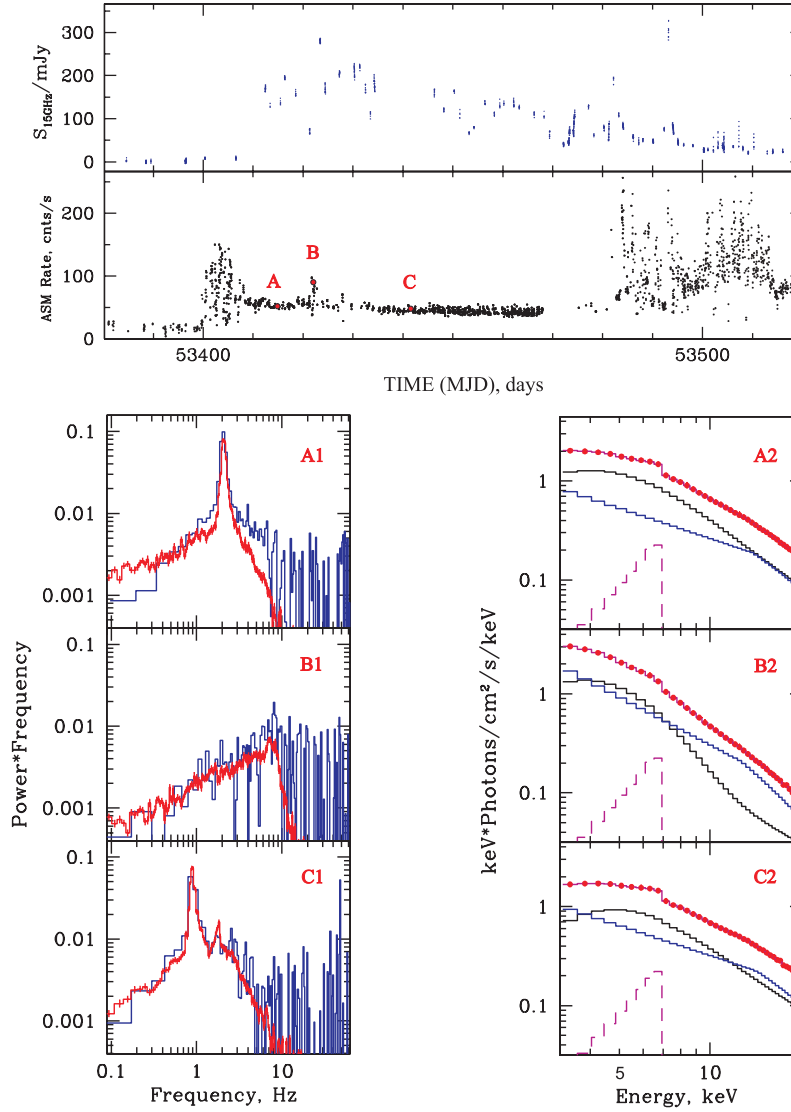 300
200
100
0
S15GHz/mJy
200
100
0
ASM Rate, cnts/s
A
B
C
53400
53500
TIME (MJD), days
0.1
0.01
0.001
A1
1
0.1
A2
0.1
0.01
0.001
B1
1
0.1
B2
0.1
0.01
0.001
C1
1
0.1
C2
Power*Frequency
keV*Photons/cm²/s/keV
0.1
1
10
Frequency, Hz
5
10
Energy, keV